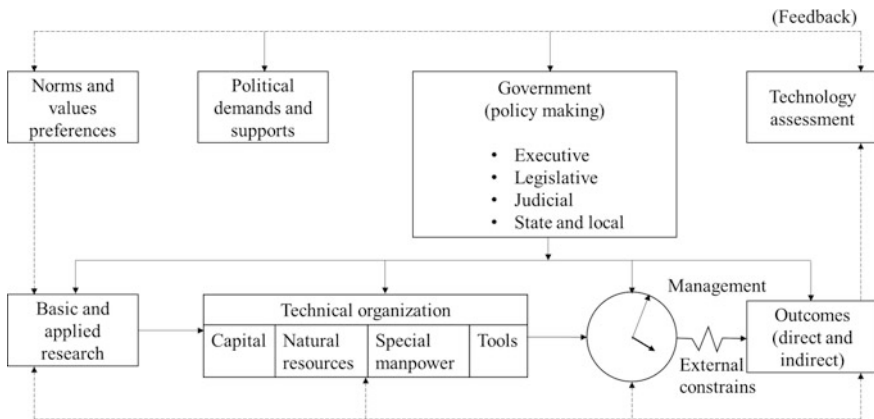 (Feedback)
Norms and
values
preferences
Political
demands and
supports
Government
(policy making)
• Executive
• Legislative
• Judicial
• State and local
Technology
assessment
Basic and
applied
research
Technical organization
Capital
Natural
resources
Special
manpower
Tools
Management
External
constrains
Outcomes
(direct and
indirect)